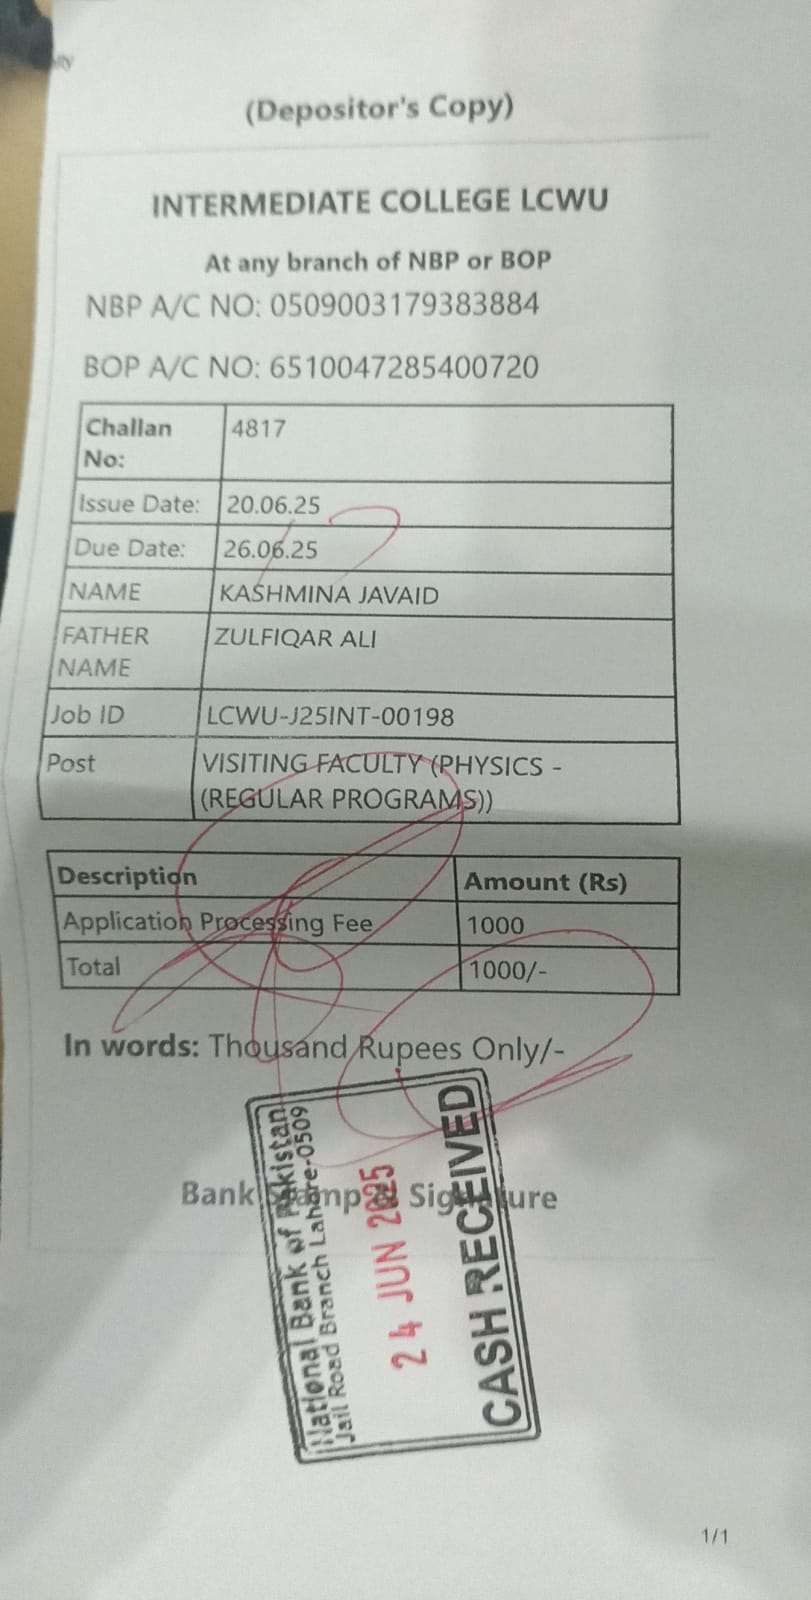 (Depositor's Copy)
INTERMEDIATE COLLEGE LCWU
At any branch of NBP or BOP
NBP A/C NO: 0509003179383884
BOP A/C NO: 6510047285400720
Challan No: 4817
Issue Date: 20.06.25
Due Date: 26.06.25
NAME KASHMINA JAVAID
FATHER NAME ZULFIQAR ALI
Job ID LCWU-J25INT-00198
Post VISITING FACULTY (PHYSICS -
(REGULAR PROGRAMS))
Description Amount (Rs)
Application Processing Fee 1000
Total 1000/-
In words: Thousand Rupees Only/-
Bank Stamp & Signature
National Bank of Pakistan
Jail Road Branch Lahore-0509
24 JUN 2025
CASH RECEIVED
1/1